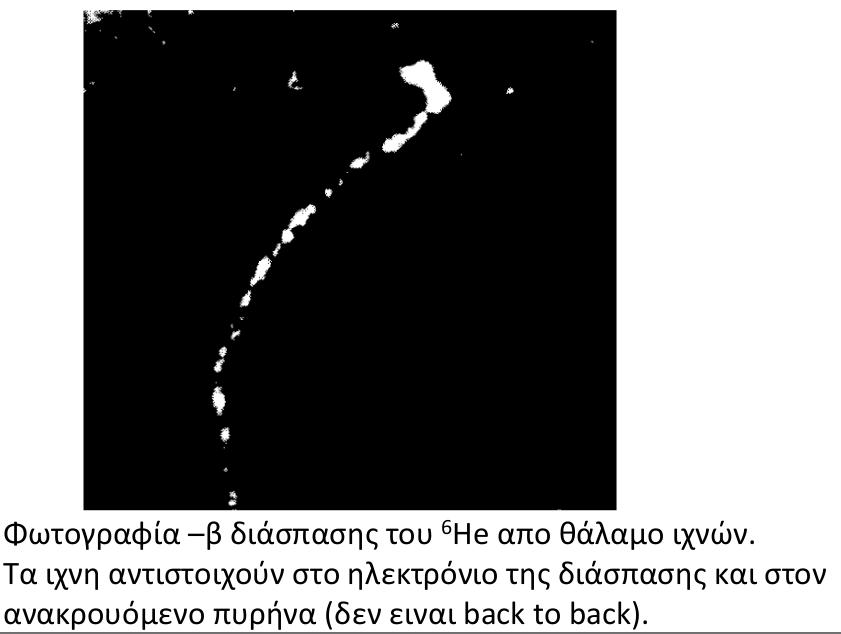 Φωτογραφία –β διάσπασης του ⁶He απο θάλαμο ιχνών.
Τα ιχνη αντιστοιχούν στο ηλεκτρόνιο της διάσπασης και στον
ανακρουόμενο πυρήνα (δεν ειναι back to back).